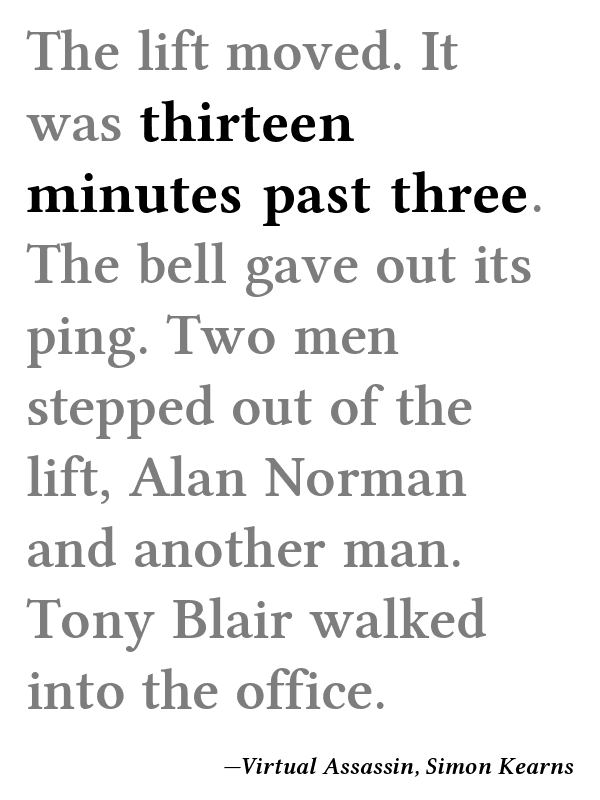 The lift moved. It
was thirteen
minutes past three.
The bell gave out its
ping. Two men
stepped out of the
lift, Alan Norman
and another man.
Tony Blair walked
into the office.
—Virtual Assassin, Simon Kearns